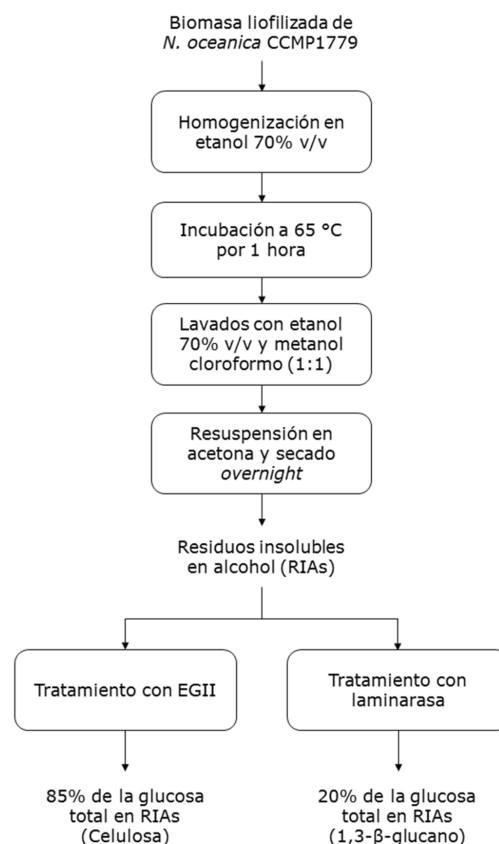 Biomasa liofilizada de
N. oceanica CCMP1779
Homogenización en
etanol 70% v/v
Incubación a 65 °C
por 1 hora
Lavados con etanol
70% v/v y metanol
cloroformo (1:1)
Resuspensión en
acetona y secado
overnight
Residuos insolubles
en alcohol (RIAs)
Tratamiento con EGII
Tratamiento con
laminarasa
85% de la glucosa
total en RIAs
(Celulosa)
20% de la glucosa
total en RIAs
(1,3-β-glucano)